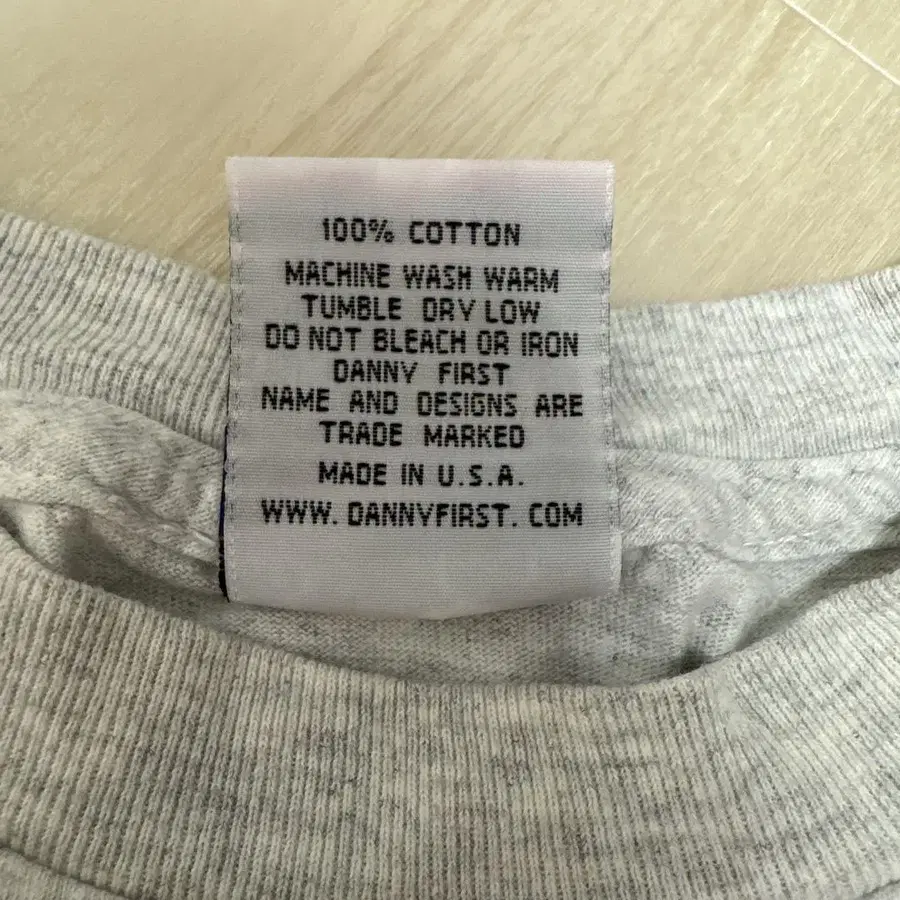 100% COTTON
MACHINE WASH WARM
TUMBLE DRY LOW
DO NOT BLEACH OR IRON
DANNY FIRST
NAME AND DESIGNS ARE
TRADE MARKED
MADE IN U.S.A.
WWW. DANNYFIRST. COM